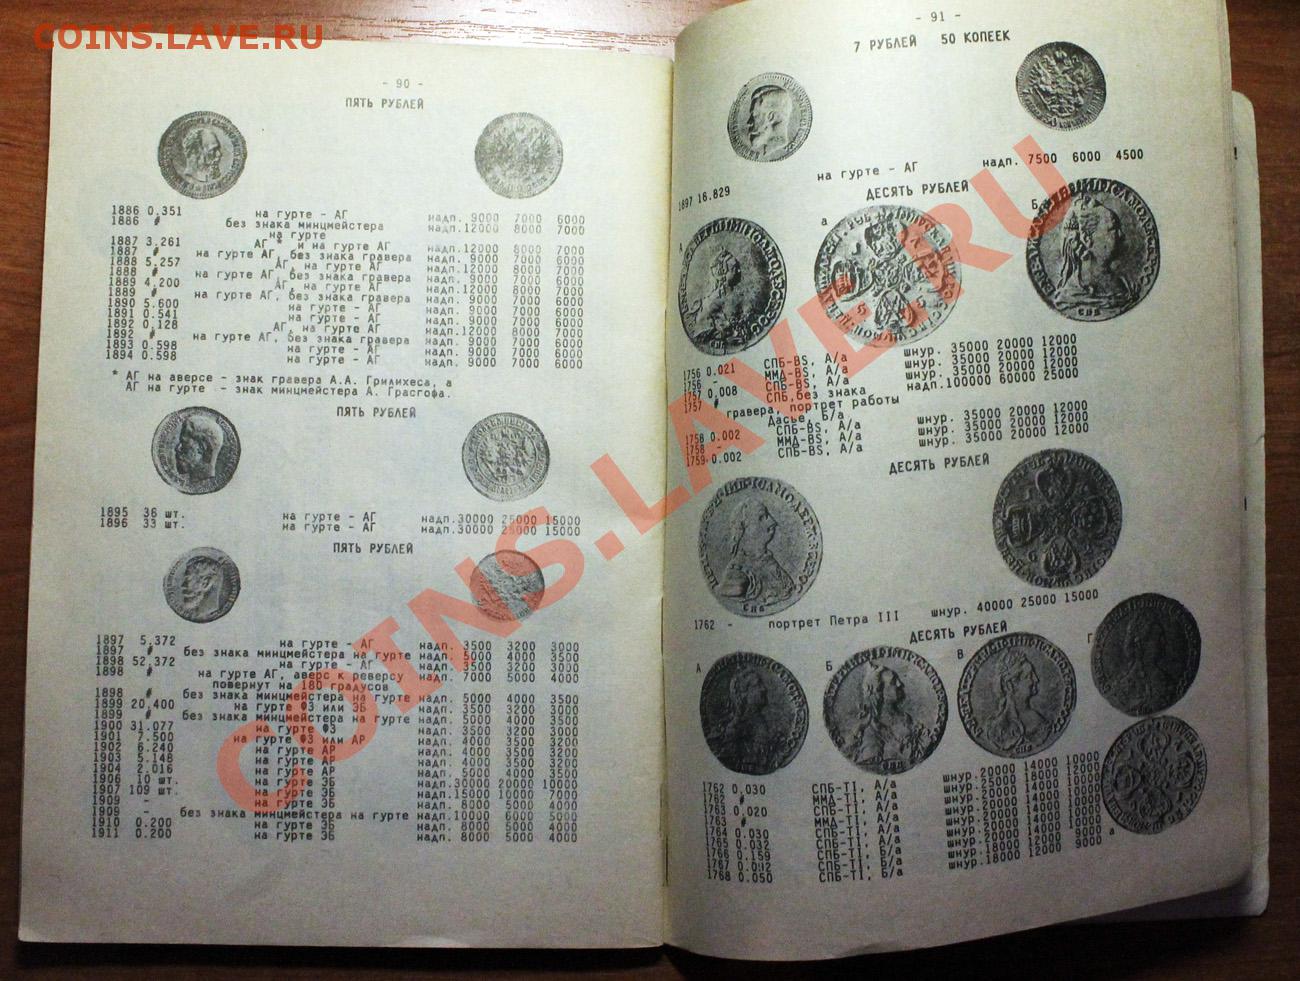 COINS.LAVE.RU
- 90 -
ПЯТЬ РУБЛЕЙ
1886 0.351 на гурте - АГ надп. 9000 7000 6000
1886 # без знака минцмейстера на гурте надп.12000 8000 7000
1887 3.261 АГ * и на гурте АГ надп.12000 8000 7000
1887 # на гурте АГ, без знака гравера надп. 9000 7000 6000
1888 5.257 АГ, на гурте АГ надп.12000 8000 7000
1888 # на гурте АГ, без знака гравера надп. 9000 7000 6000
1889 4.200 АГ, на гурте АГ надп.12000 8000 7000
1889 # на гурте АГ, без знака гравера надп. 9000 7000 6000
1890 5.600 на гурте - АГ надп. 9000 7000 6000
1891 0.541 на гурте - АГ надп. 9000 7000 6000
1892 0.128 АГ, на гурте АГ надп.12000 8000 7000
1892 # на гурте АГ, без знака гравера надп. 9000 7000 6000
1893 0.598 на гурте - АГ надп. 9000 7000 6000
1894 0.598 на гурте - АГ надп. 9000 7000 6000
* АГ на аверсе - знак гравера А.А. Грилихеса, а
АГ на гурте - знак минцмейстера А. Грасгофа.
ПЯТЬ РУБЛЕЙ
1895 36 шт. на гурте - АГ надп.30000 25000 15000
1896 33 шт. на гурте - АГ надп.30000 25000 15000
ПЯТЬ РУБЛЕЙ
1897 5.372 на гурте - АГ надп. 3500 3200 3000
1897 # без знака минцмейстера на гурте надп. 5000 4000 3500
1898 52.372 на гурте - АГ надп. 3500 3200 3000
1898 # на гурте АГ, аверс к реверсу надп. 7000 5000 4000
повернут на 180 градусов
1898 # без знака минцмейстера на гурте надп. 5000 4000 3500
1899 20.400 на гурте ФЗ или ЭБ надп. 3500 3200 3000
1899 # без знака минцмейстера на гурте надп. 5000 4000 3500
1900 31.077 на гурте ФЗ надп. 3500 3200 3000
1901 7.500 на гурте ФЗ или АР надп. 4000 3500 3200
1902 6.240 на гурте АР надп. 4000 3500 3200
1903 5.148 на гурте АР надп. 4000 3500 3200
1904 2.016 на гурте АР надп. 5000 4000 3500
1906 10 шт. на гурте ЭБ надп.30000 20000 10000
1907 109 шт. на гурте ЭБ надп.15000 10000 7000
1909 - на гурте ЭБ надп. 8000 5000 4000
1909 - без знака минцмейстера на гурте надп.10000 6000 5000
1910 0.200 на гурте ЭБ надп. 8000 5000 4000
1911 0.200 на гурте ЭБ надп. 8000 5000 4000
- 91 -
7 РУБЛЕЙ 50 КОПЕЕК
1897 16.829 на гурте - АГ надп. 7500 6000 4500
ДЕСЯТЬ РУБЛЕЙ
А
а
Б
1756 0.021 СПБ-BS, А/а шнур. 35000 20000 12000
1756 - ММД-BS, А/а шнур. 35000 20000 12000
1757 0.008 СПБ-BS, А/а шнур. 35000 20000 12000
1757 # СПБ,без знака надп.100000 60000 25000
гравера, портрет работы
Дасье, Б/а
1758 0.002 СПБ-BS, А/а шнур. 35000 20000 12000
1758 - ММД-BS, А/а шнур. 35000 20000 12000
1759 0.002 СПБ-BS, А/а шнур. 35000 20000 12000
ДЕСЯТЬ РУБЛЕЙ
1762 - портрет Петра III шнур. 40000 25000 15000
ДЕСЯТЬ РУБЛЕЙ
А
Б
В
Г
1762 0.030 СПБ-TI, А/а шнур.20000 14000 10000
1762 # ММД-TI, А/а шнур.25000 18000 12000
1763 0.020 СПБ-TI, А/а шнур.20000 14000 10000
1763 # ММД-TI, А/а шнур.20000 14000 10000
1764 0.030 СПБ-TI, А/а шнур.20000 14000 10000
1765 0.032 СПБ-TI, А/а шнур.20000 14000 10000
1766 0.159 СПБ-TI, Б/а шнур.18000 12000 9000
1767 СПБ-TI, Б/а
1768 0.050 СПБ-TI, Б/а шнур.18000 12000 9000
а
COINS.LAVE.RU